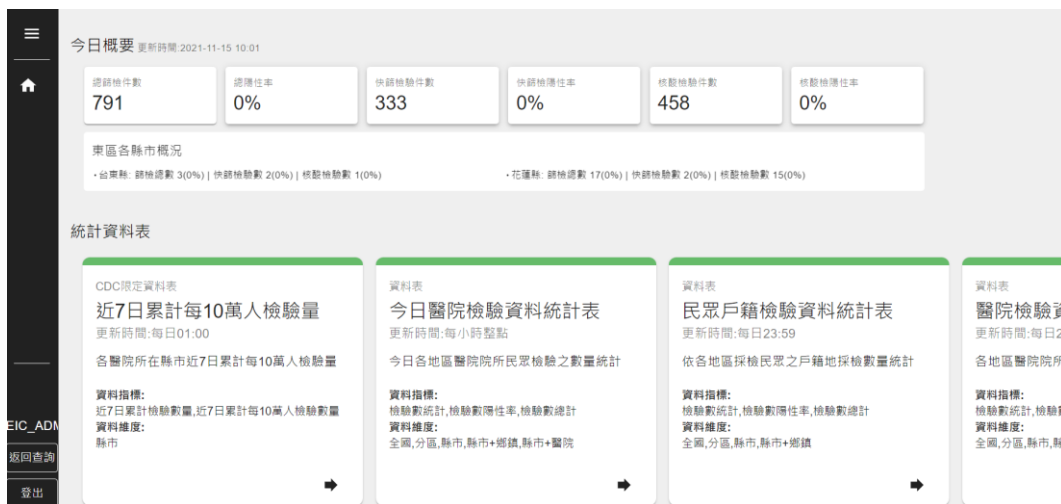 今日概要 更新時間:2021-11-15 10:01
總篩檢件數
791
總陽性率
0%
快篩檢驗件數
333
快篩檢陽性率
0%
核酸檢驗件數
458
核酸檢陽性率
0%
東區各縣市概況
・台東縣: 篩檢總數 3(0%) | 快篩檢驗數 2(0%) | 核酸檢驗數 1(0%)
・花蓮縣: 篩檢總數 17(0%) | 快篩檢驗數 2(0%) | 核酸檢驗數 15(0%)
統計資料表
CDC限定資料表
近7日累計每10萬人檢驗量
更新時間:每日01:00
各醫院所在縣市近7日累計每10萬人檢驗量
資料指標:
近7日累計檢驗數量,近7日累計每10萬人檢驗數量
資料維度:
縣市
資料表
今日醫院檢驗資料統計表
更新時間:每小時整點
今日各地區醫院院所民眾檢驗之數量統計
資料指標:
檢驗數統計,檢驗數陽性率,檢驗數總計
資料維度:
全國,分區,縣市,縣市+鄉鎮,縣市+醫院
資料表
民眾戶籍檢驗資料統計表
更新時間:每日23:59
依各地區採檢民眾之戶籍地採檢數量統計
資料指標:
檢驗數統計,檢驗數陽性率,檢驗數總計
資料維度:
全國,分區,縣市,縣市+鄉鎮
資料表
醫院檢驗
更新時間:每日2
各地區醫院院所
資料指標:
檢驗數統計,檢驗
資料維度:
全國,分區,縣市,縣
EIC_ADM
返回查詢
登出